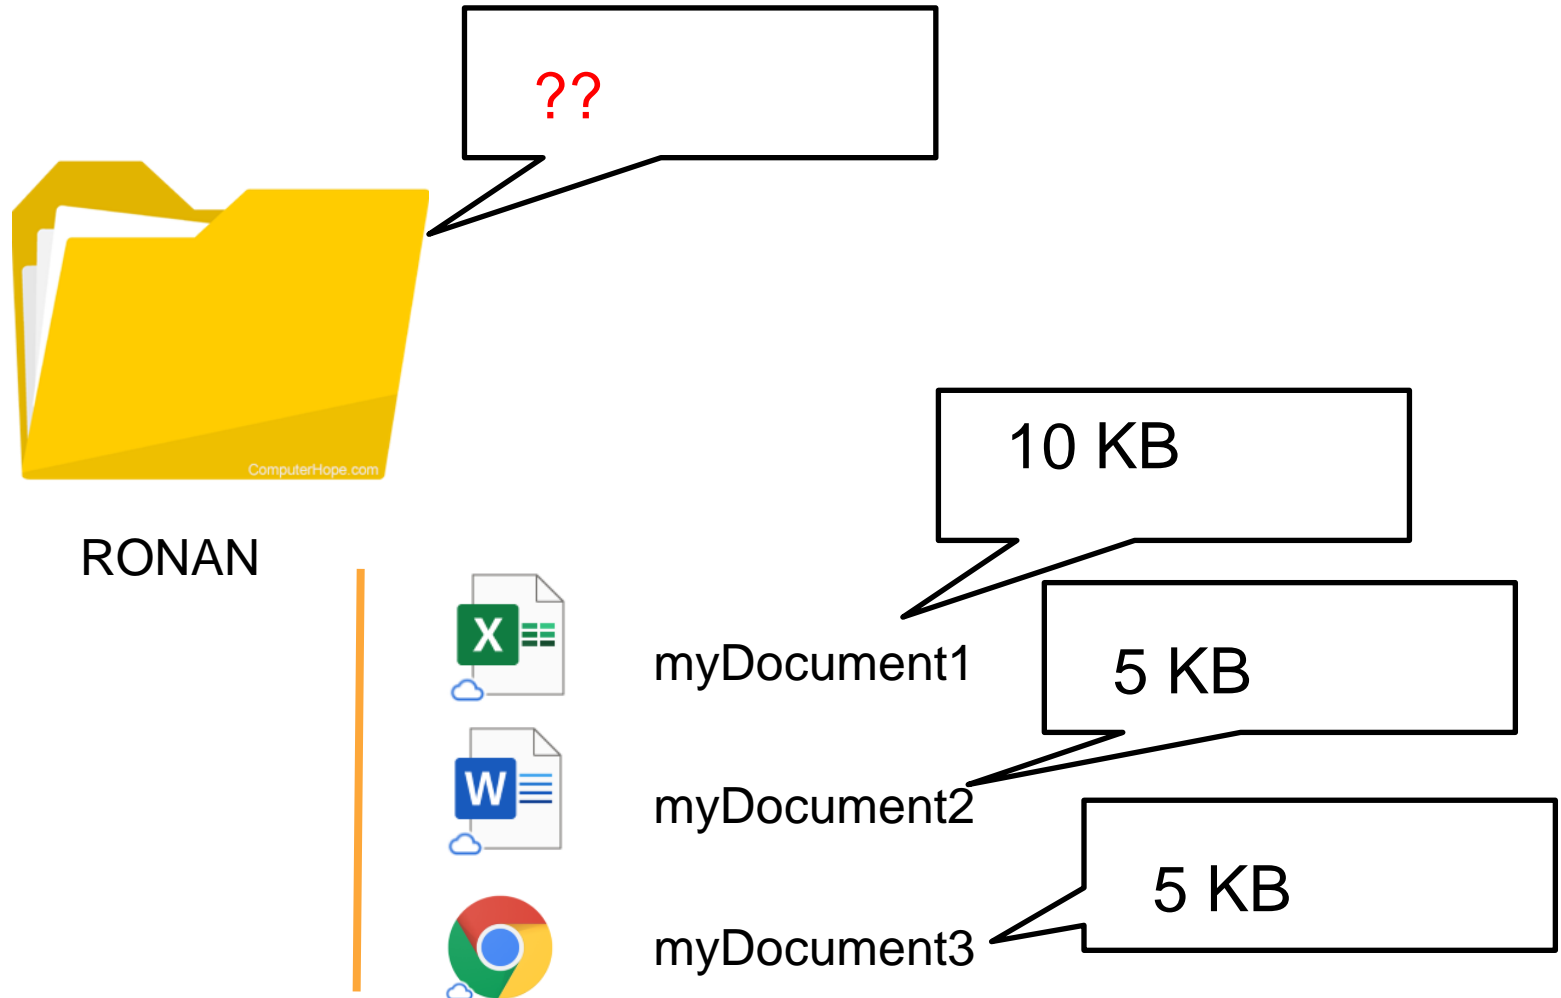 ??
ComputerHope.com
RONAN
10 KB
X
myDocument1
5 KB
W
myDocument2
5 KB
myDocument3